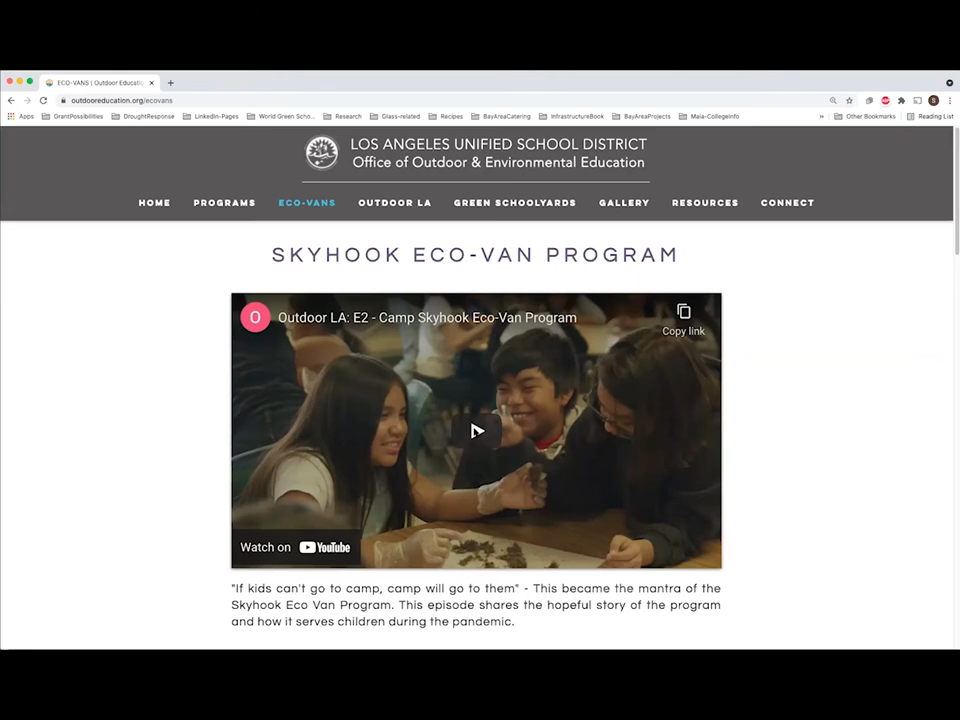 ECO-VANS | Outdoor Educatio
outdooreducation.org/ecovans
Apps GrantPossibilities DroughtResponse LinkedIn-Pages World Green Scho... Research Glass-related Recipes BayAreaCatering InfrastructureBook BayAreaProjects Maia-CollegeInfo » Other Bookmarks Reading List
LOS ANGELES UNIFIED SCHOOL DISTRICT
Office of Outdoor & Environmental Education
HOME PROGRAMS ECO-VANS OUTDOOR LA GREEN SCHOOLYARDS GALLERY RESOURCES CONNECT
SKYHOOK ECO-VAN PROGRAM
O Outdoor LA: E2 - Camp Skyhook Eco-Van Program
Copy link
Watch on YouTube
"If kids can't go to camp, camp will go to them" - This became the mantra of the
Skyhook Eco Van Program. This episode shares the hopeful story of the program
and how it serves children during the pandemic.